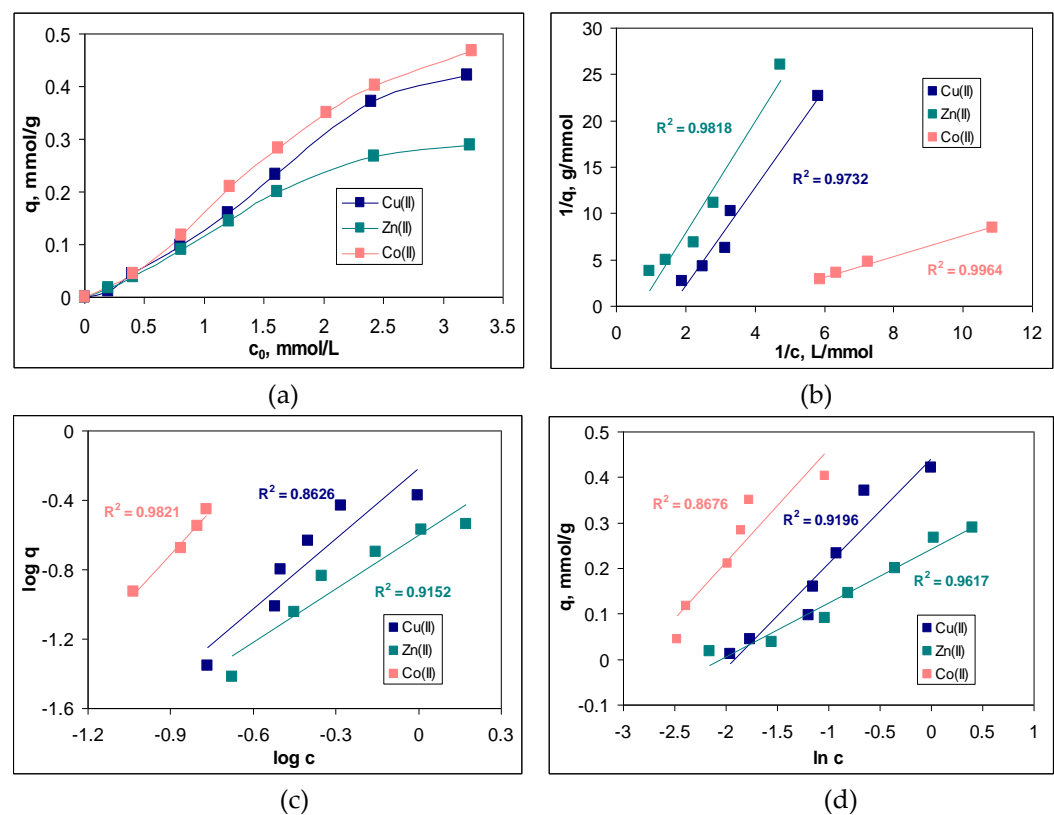 0.5
0.4
0.3
0.2
0.1
0
q, mmol/g
Cu(II)
Zn(II)
Co(II)
0 0.5 1 1.5 2 2.5 3 3.5
c₀, mmol/L
(a)
30
25
20
15
10
5
0
1/q, g/mmol
R² = 0.9818
R² = 0.9732
R² = 0.9964
Cu(II)
Zn(II)
Co(II)
0 2 4 6 8 10 12
1/c, L/mmol
(b)
0
-0.4
-0.8
-1.2
-1.6
log q
R² = 0.9821
R² = 0.8626
R² = 0.9152
Cu(II)
Zn(II)
Co(II)
-1.2 -0.9 -0.6 -0.3 0 0.3
log c
(c)
0.5
0.4
0.3
0.2
0.1
0
-0.1
q, mmol/g
R² = 0.8676
R² = 0.9196
R² = 0.9617
Cu(II)
Zn(II)
Co(II)
-3 -2.5 -2 -1.5 -1 -0.5 0 0.5 1
ln c
(d)